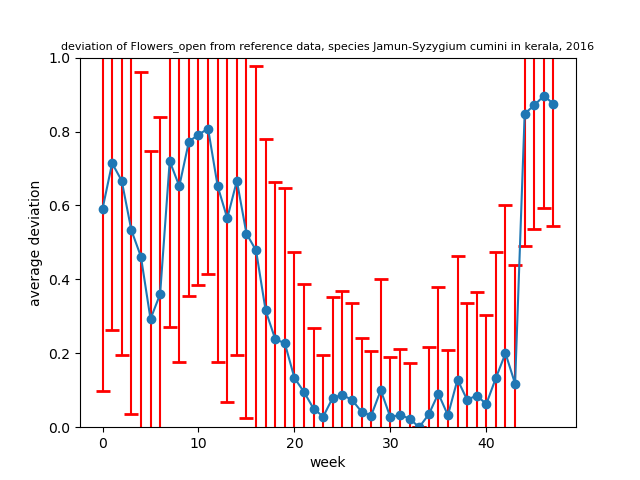 deviation of Flowers_open from reference data, species Jamun-Syzygium cumini in kerala, 2016
1.0
0.8
0.6
0.4
0.2
0.0
average deviation
0 10 20 30 40
week